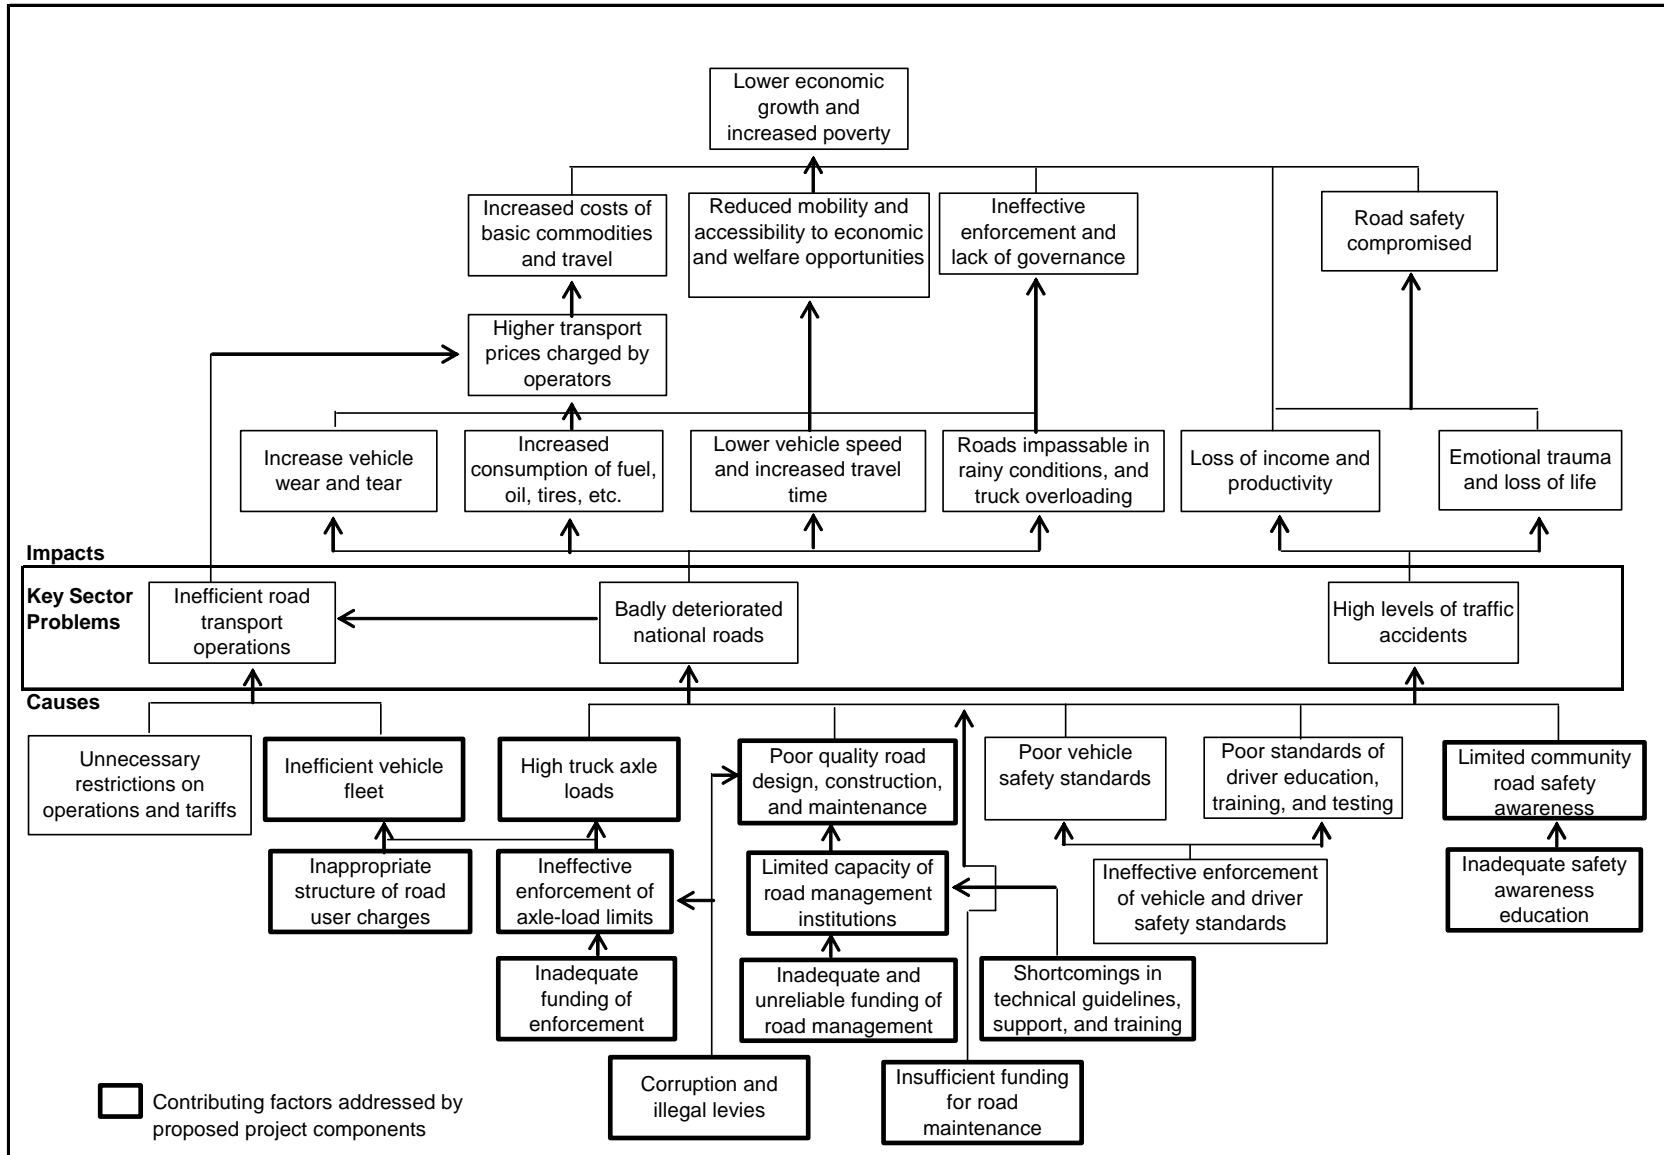 Lower economic
growth and
increased poverty
Increased costs of
basic commodities
and travel
Reduced mobility and
accessibility to economic
and welfare opportunities
Ineffective
enforcement and
lack of governance
Road safety
compromised
Higher transport
prices charged by
operators
Increase vehicle
wear and tear
Increased
consumption of fuel,
oil, tires, etc.
Lower vehicle speed
and increased travel
time
Roads impassable in
rainy conditions, and
truck overloading
Loss of income and
productivity
Emotional trauma
and loss of life
Impacts
Key Sector
Problems
Inefficient road
transport
operations
Badly deteriorated
national roads
High levels of traffic
accidents
Causes
Unnecessary
restrictions on
operations and tariffs
Inefficient vehicle
fleet
High truck axle
loads
Poor quality road
design, construction,
and maintenance
Poor vehicle
safety standards
Poor standards of
driver education,
training, and testing
Limited community
road safety
awareness
Inappropriate
structure of road
user charges
Ineffective
enforcement of
axle-load limits
Limited capacity of
road management
institutions
Ineffective enforcement
of vehicle and driver
safety standards
Inadequate safety
awareness
education
Inadequate
funding of
enforcement
Inadequate and
unreliable funding of
road management
Shortcomings in
technical guidelines,
support, and training
Corruption and
illegal levies
Insufficient funding
for road
maintenance
Contributing factors addressed by
proposed project components